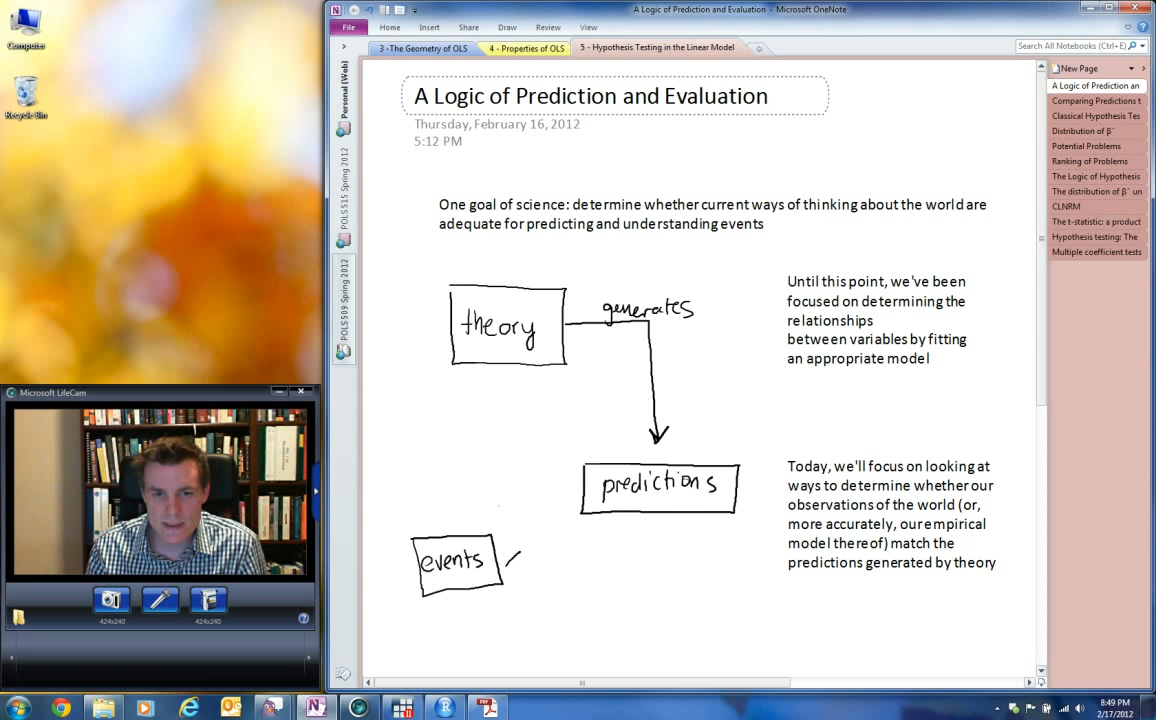 Computer
Recycle Bin
A Logic of Prediction and Evaluation - Microsoft OneNote
File Home Insert Share Draw Review View
3 -The Geometry of OLS 4 - Properties of OLS 5 - Hypothesis Testing in the Linear Model
Search All Notebooks (Ctrl+E)
Personal (Web)
POLS 515 Spring 2012
POLS 509 Spring 2012
New Page
A Logic of Prediction an
Comparing Predictions t
Classical Hypothesis Tes
Distribution of βˆ
Potential Problems
Ranking of Problems
The Logic of Hypothesis
The distribution of βˆ un
CLNRM
The t-statistic: a product
Hypothesis testing: The
Multiple coefficient tests
A Logic of Prediction and Evaluation
Thursday, February 16, 2012
5:12 PM
One goal of science: determine whether current ways of thinking about the world are
adequate for predicting and understanding events
theory
generates
predictions
events
Until this point, we've been
focused on determining the
relationships
between variables by fitting
an appropriate model
Today, we'll focus on looking at
ways to determine whether our
observations of the world (or,
more accurately, our empirical
model thereof) match the
predictions generated by theory
Microsoft LifeCam
424x240
424x240
8:49 PM
2/17/2012